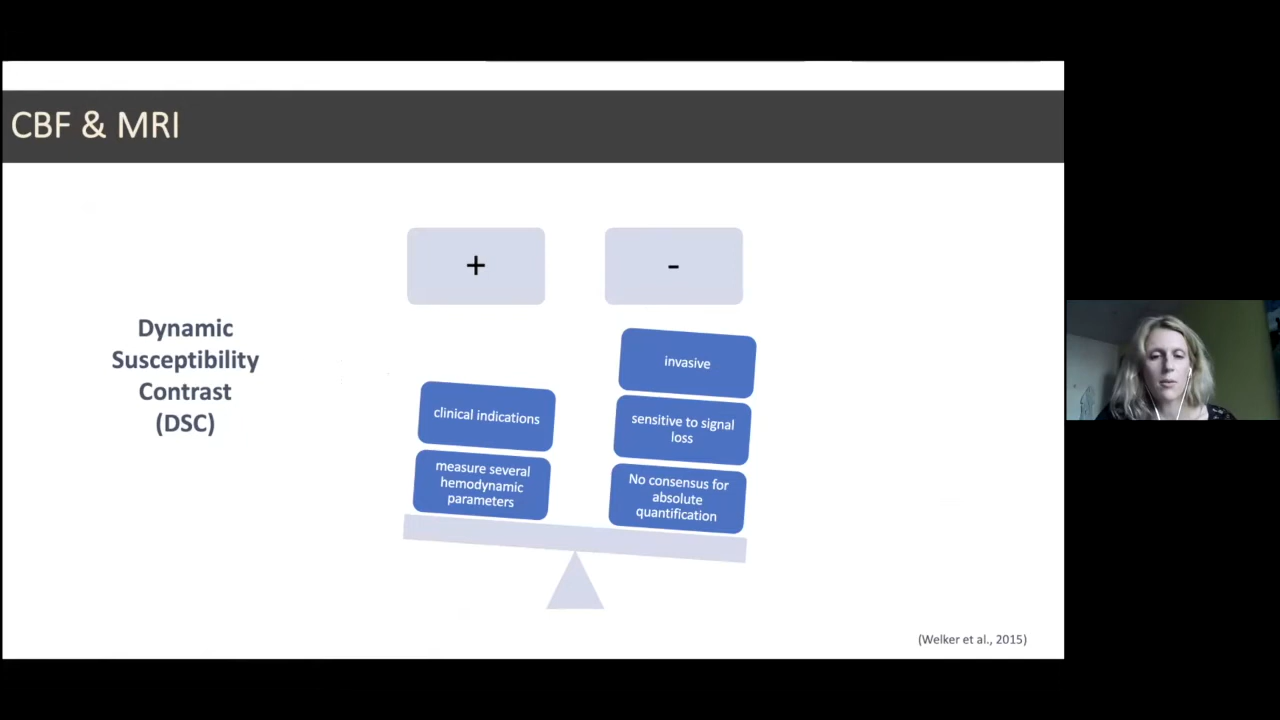 CBF & MRI
+
-
Dynamic
Susceptibility
Contrast
(DSC)
clinical indications
measure several
hemodynamic
parameters
invasive
sensitive to signal
loss
No consensus for
absolute
quantification
(Welker et al., 2015)